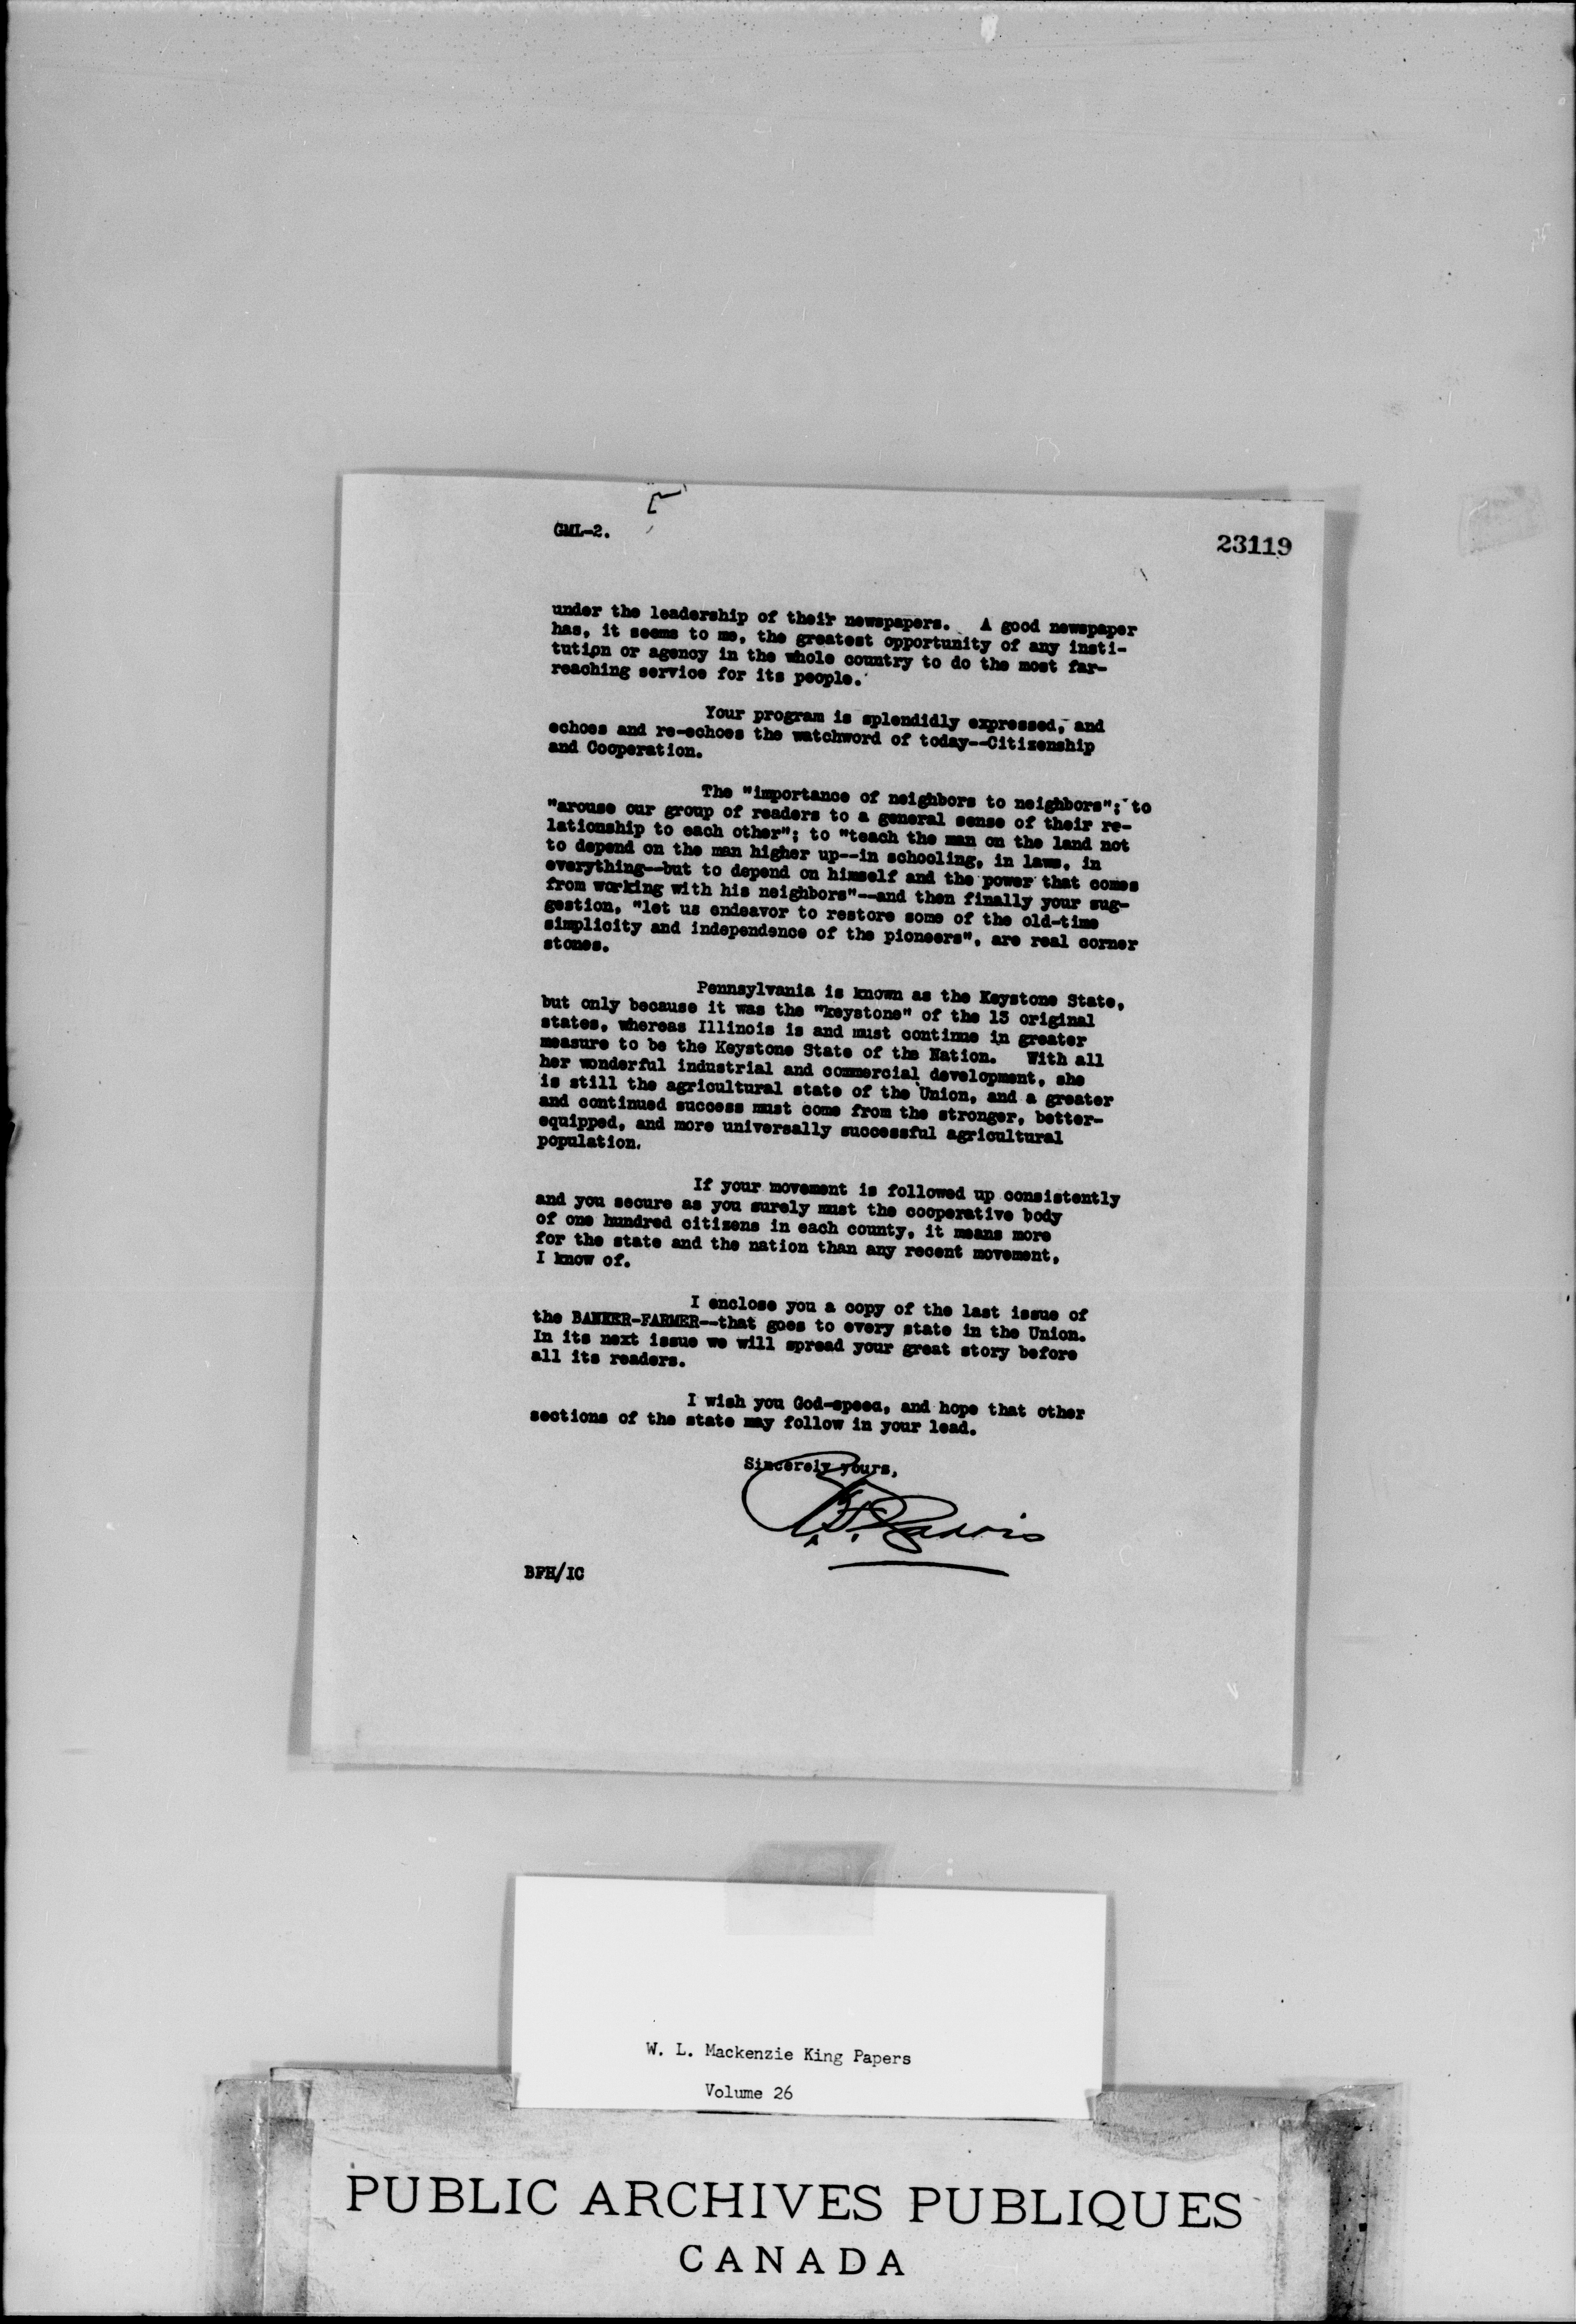 GML-2.
23119
under the leadership of their newspapers. A good newspaper
has, it seems to me, the greatest opportunity of any insti-
tution or agency in the whole country to do the most far-
reaching service for its people.
Your program is splendidly expressed, and
echoes and re-echoes the watchword of today--Citizenship
and Cooperation.
The "importance of neighbors to neighbors"; to
"arouse our group of readers to a general sense of their re-
lationship to each other"; to "teach the man on the land not
to depend on the man higher up--in schooling, in laws, in
everything--but to depend on himself and the power that comes
from working with his neighbors"--and then finally your sug-
gestion, "let us endeavor to restore some of the old-time
simplicity and independence of the pioneers", are real corner
stones.
Pennsylvania is known as the Keystone State,
but only because it was the "keystone" of the 13 original
states, whereas Illinois is and must continue in greater
measure to be the Keystone State of the Nation. With all
her wonderful industrial and commercial development, she
is still the agricultural state of the Union, and a greater
and continued success must come from the stronger, better-
equipped, and more universally successful agricultural
population.
If your movement is followed up consistently
and you secure as you surely must the cooperative body
of one hundred citizens in each county, it means more
for the state and the nation than any recent movement,
I know of.
I enclose you a copy of the last issue of
the BANKER-FARMER--that goes to every state in the Union.
In its next issue we will spread your great story before
all its readers.
I wish you God-speed, and hope that other
sections of the state may follow in your lead.
Sincerely yours,
BFH/IC
W. L. Mackenzie King Papers
Volume 26
PUBLIC ARCHIVES PUBLIQUES
CANADA